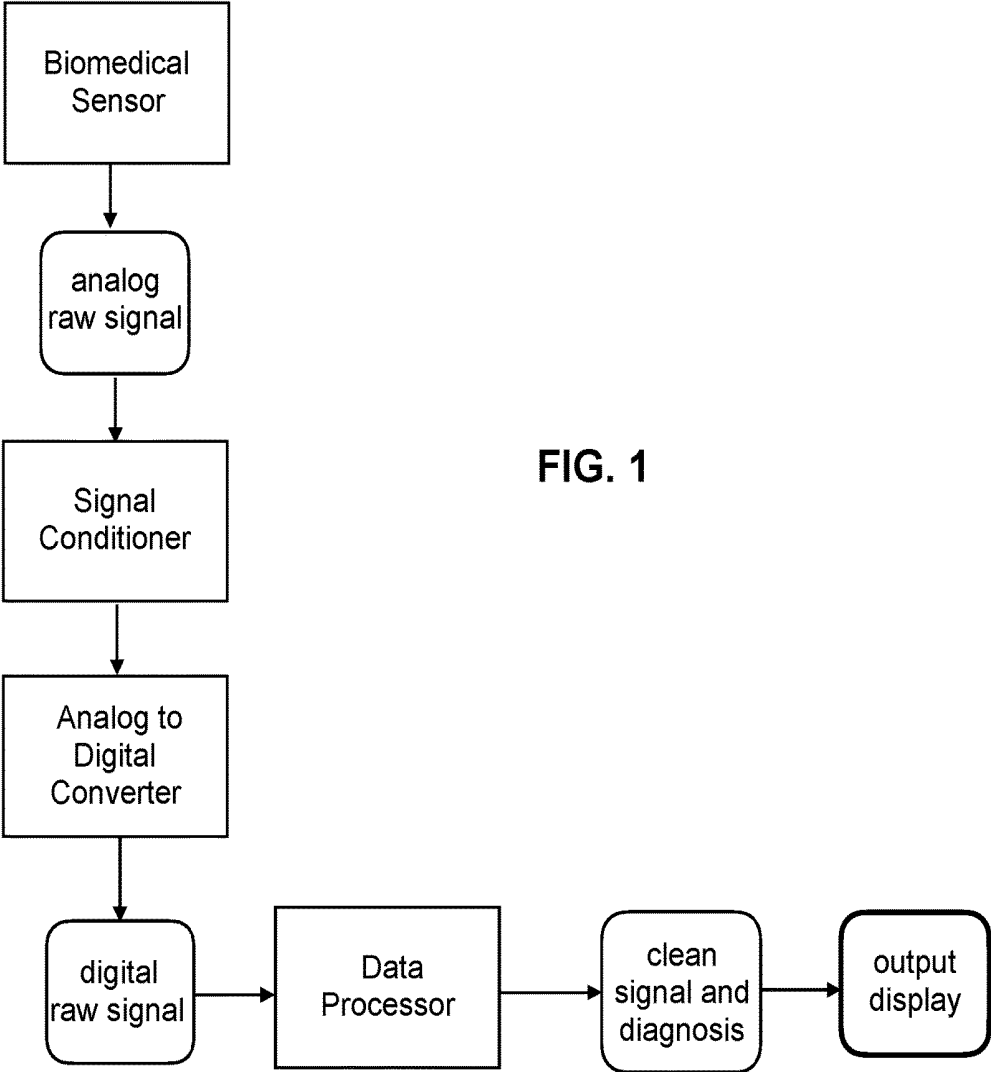 Biomedical
Sensor
analog
raw signal
Signal
Conditioner
FIG. 1
Analog to
Digital
Converter
digital
raw signal
Data
Processor
clean
signal and
diagnosis
output
display